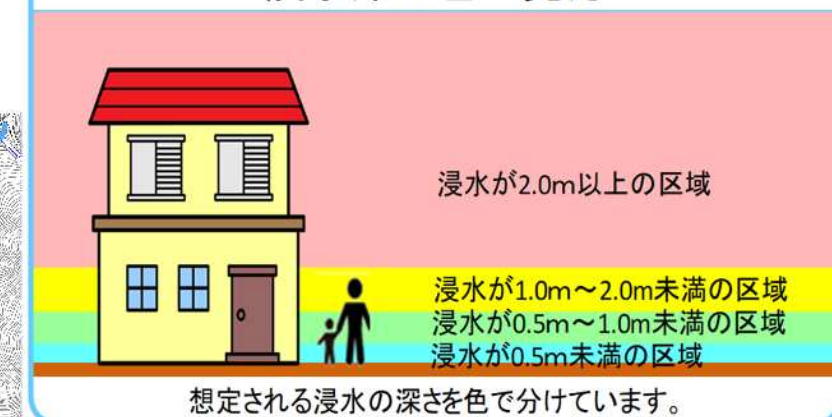 浸水が2.0m以上の区域
浸水が1.0m～2.0m未満の区域
浸水が0.5m～1.0m未満の区域
浸水が0.5m未満の区域
想定される浸水の深さを色で分けています。